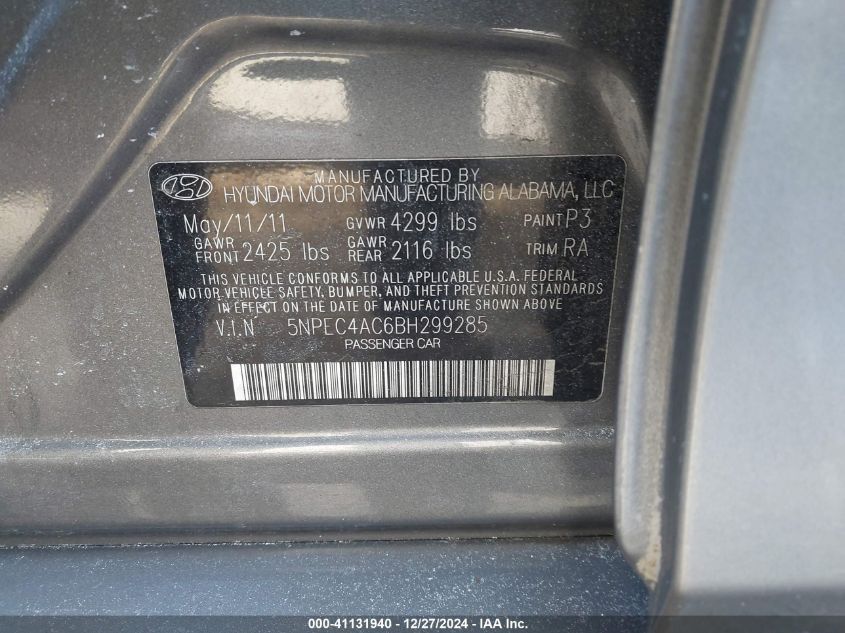 MANUFACTURED BY
HYUNDAI MOTOR MANUFACTURING ALABAMA, LLC
May/11/11 GVWR 4299 lbs PAINT P3
GAWR FRONT 2425 lbs GAWR REAR 2116 lbs TRIM RA
THIS VEHICLE CONFORMS TO ALL APPLICABLE U.S.A. FEDERAL
MOTOR VEHICLE SAFETY, BUMPER, AND THEFT PREVENTION STANDARDS
IN EFFECT ON THE DATE OF MANUFACTURE SHOWN ABOVE
V.I.N 5NPEC4AC6BH299285
PASSENGER CAR
000-41131940 - 12/27/2024 - IAA Inc.